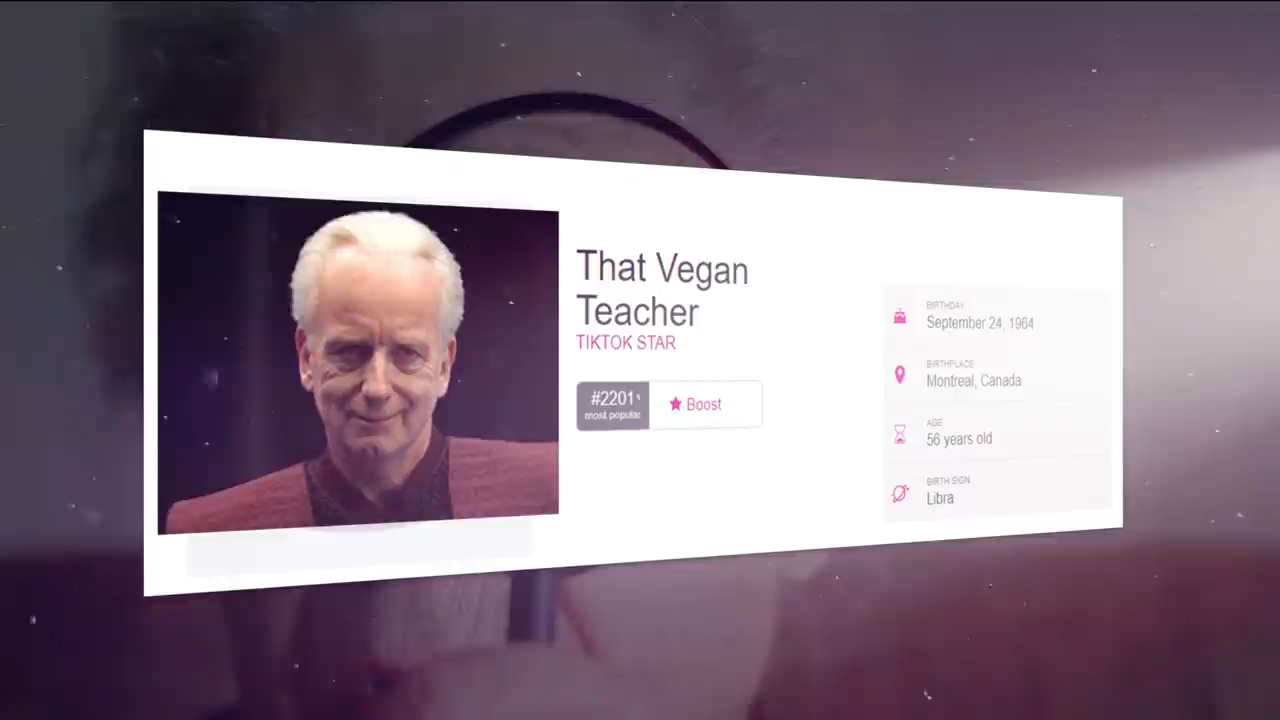 That Vegan
Teacher
TIKTOK STAR
#2201
most popular
Boost
BIRTHDAY
September 24, 1964
BIRTHPLACE
Montreal, Canada
AGE
56 years old
BIRTH SIGN
Libra